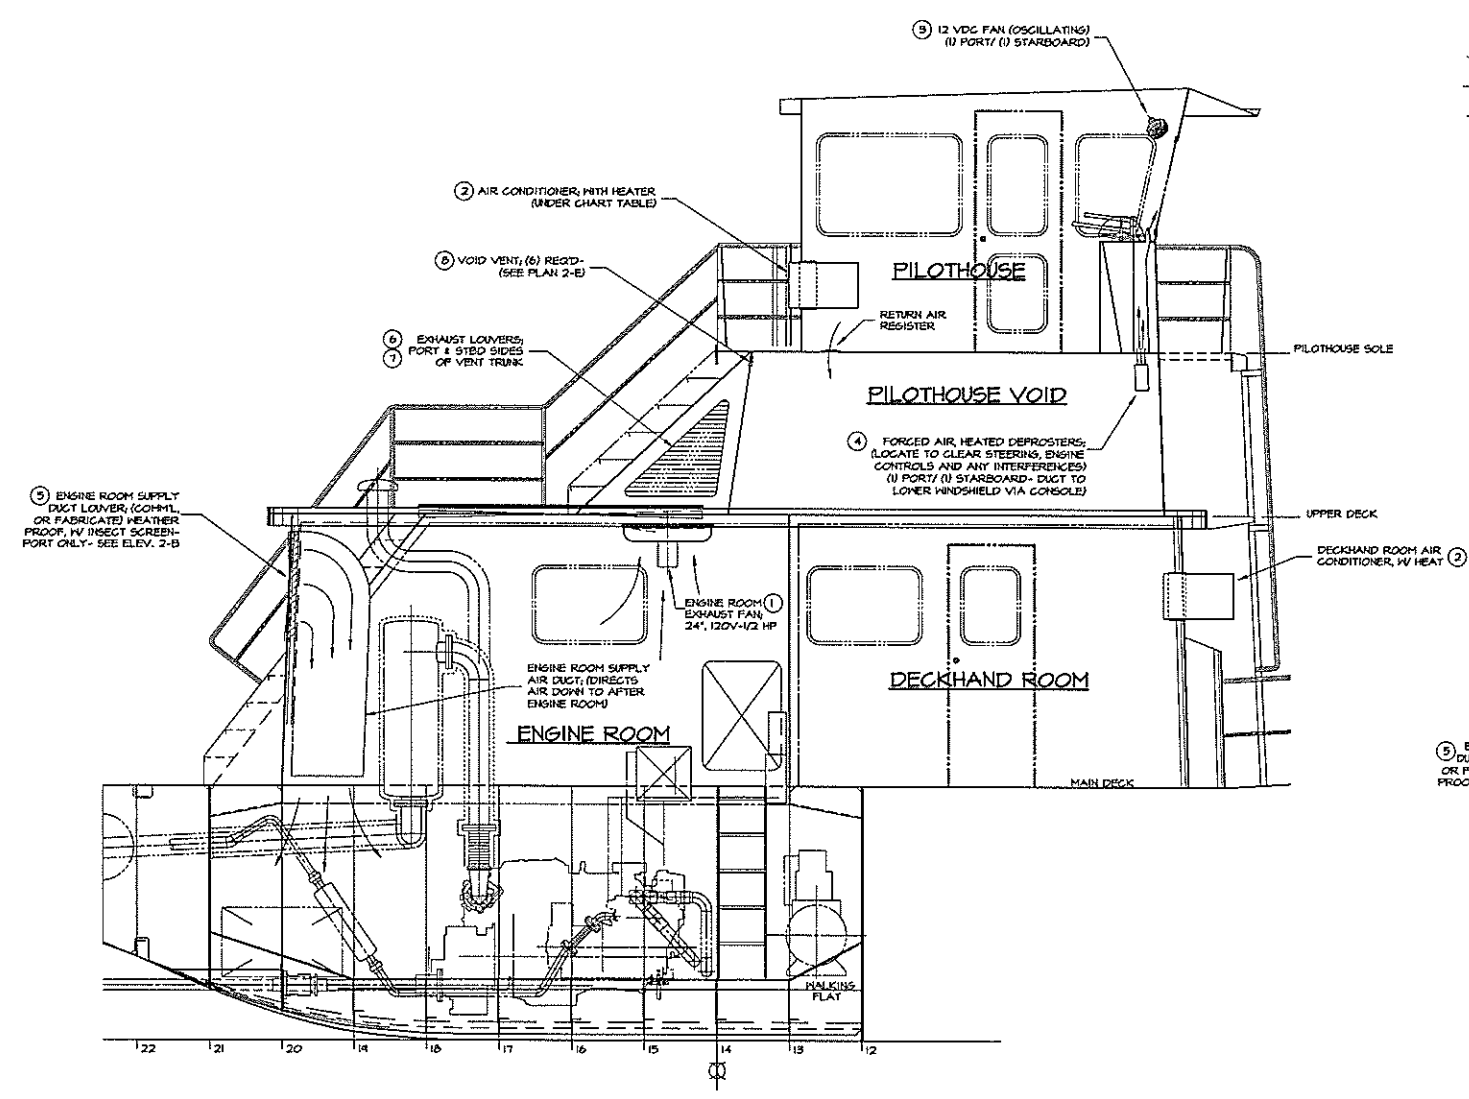 3 12 VDC FAN (OSCILLATING)
(1) PORT/ (1) STARBOARD)
2 AIR CONDITIONER; WITH HEATER
(UNDER CHART TABLE)
8 VOID VENT; (6) REQ'D-
(SEE PLAN 2-E)
PILOTHOUSE
RETURN AIR
REGISTER
6 EXHAUST LOUVERS;
7 PORT & STBD SIDES
OF VENT TRUNK
PILOTHOUSE SOLE
PILOTHOUSE VOID
4 FORCED AIR, HEATED DEFROSTERS;
(LOCATE TO CLEAR STEERING, ENGINE
CONTROLS AND ANY INTERFERENCES)
(1) PORT/ (1) STARBOARD- DUCT TO
LOWER WINDSHIELD VIA CONSOLE)
5 ENGINE ROOM SUPPLY
DUCT LOUVER; (COMM'L,
OR FABRICATE) WEATHER
PROOF, W/ INSECT SCREEN-
PORT ONLY- SEE ELEV. 2-B
UPPER DECK
DECKHAND ROOM AIR
CONDITIONER, W/ HEAT 2
ENGINE ROOM 1
EXHAUST FAN;
24", 120V-1/2 HP
ENGINE ROOM SUPPLY
AIR DUCT; (DIRECTS
AIR DOWN TO AFTER
ENGINE ROOM)
DECKHAND ROOM
ENGINE ROOM
MAIN DECK
5
DU
OR F
PROO
WALKING
FLAT
22 21 20 19 18 17 16 15 14 13 12